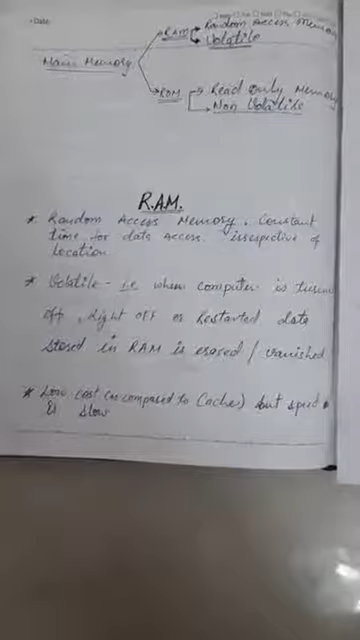 Date
RAM → Random Access Memory
Volatile
Main Memory
ROM → Read Only Memory
Non Volatile
R.A.M.
* Random Access Memory, Constant
time for data access irrespective of
location
* Volatile - i.e when computer is turned
off, Light OFF or Restarted data
stored in RAM is erased / vanished
* Low cost (as compared to Cache) but speed
is slow